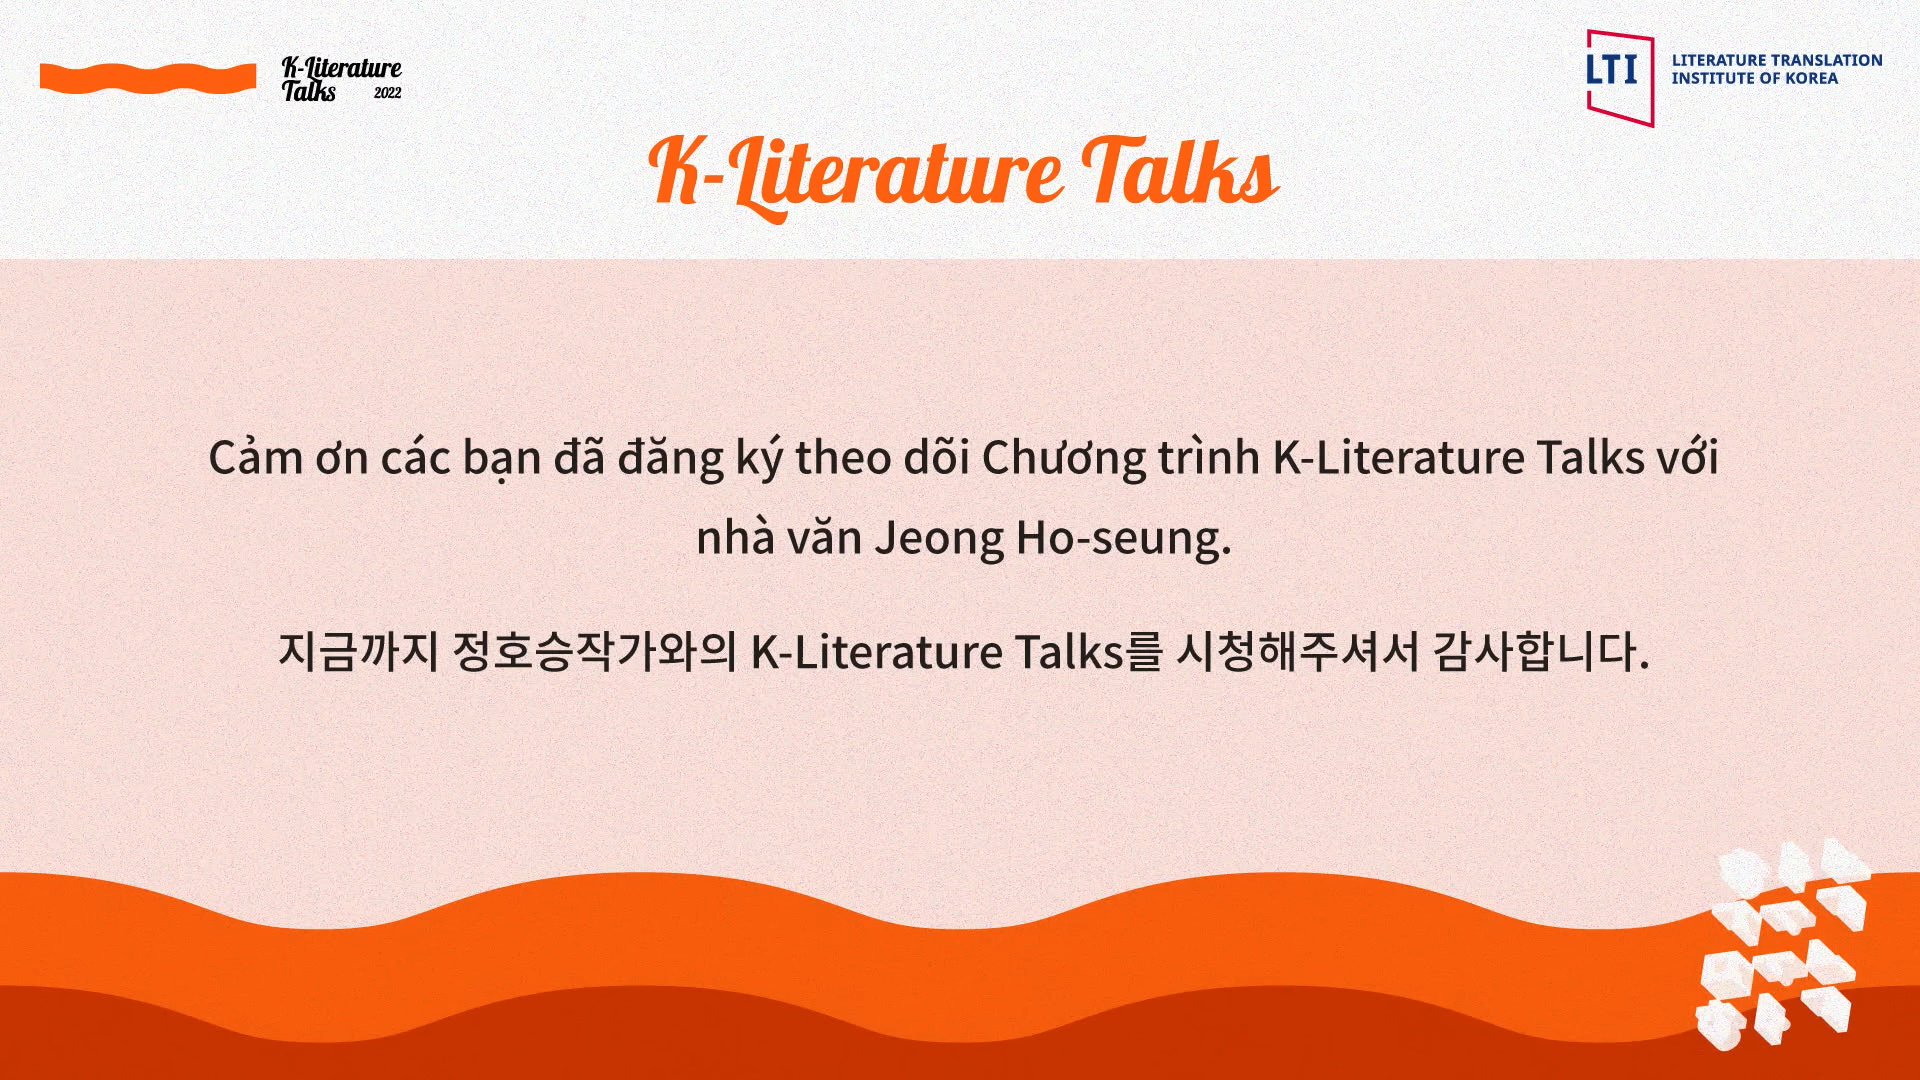 K-Literature
Talks 2022
LTI
LITERATURE TRANSLATION
INSTITUTE OF KOREA
K-Literature Talks
Cảm ơn các bạn đã đăng ký theo dõi Chương trình K-Literature Talks với
nhà văn Jeong Ho-seung.
지금까지 정호승작가와의 K-Literature Talks를 시청해주셔서 감사합니다.